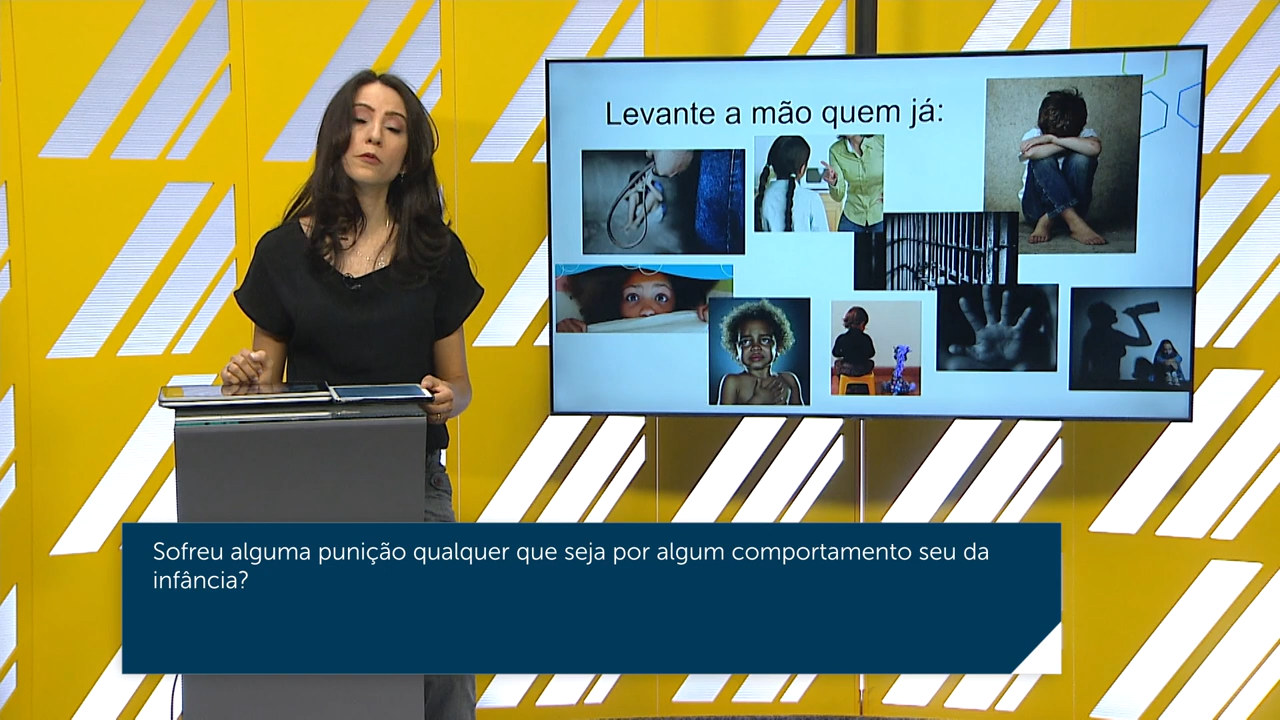 Levante a mão quem já:
Sofreu alguma punição qualquer que seja por algum comportamento seu da
infância?